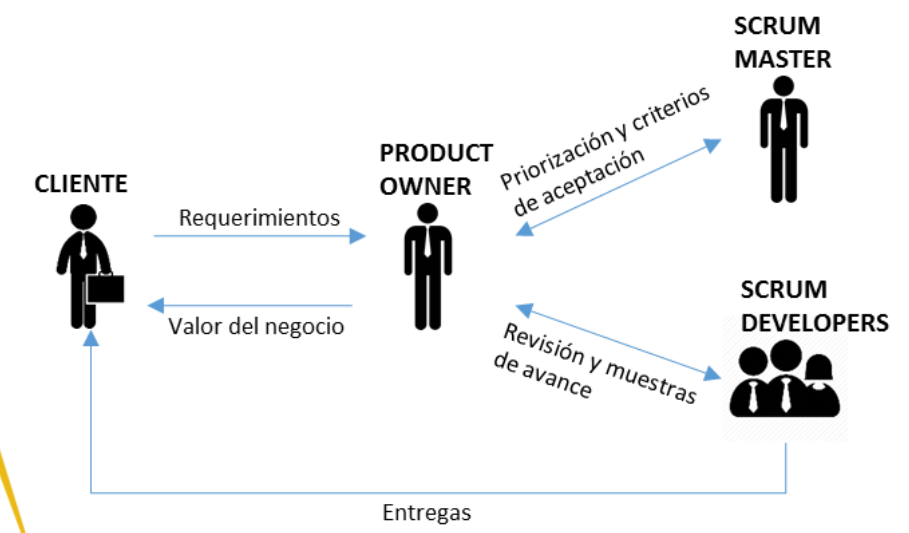 SCRUM
MASTER
Priorización y criterios
de aceptación
PRODUCT
OWNER
CLIENTE
Requerimientos
Valor del negocio
SCRUM
DEVELOPERS
Revisión y muestras
de avance
Entregas